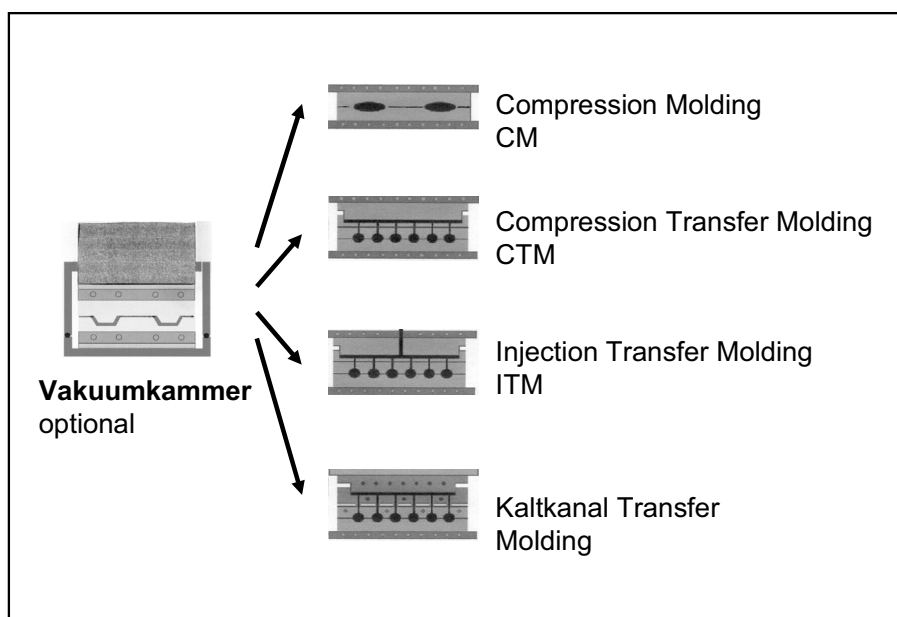 Compression Molding
CM
Compression Transfer Molding
CTM
Injection Transfer Molding
ITM
Vakuumkammer
optional
Kaltkanal Transfer
Molding